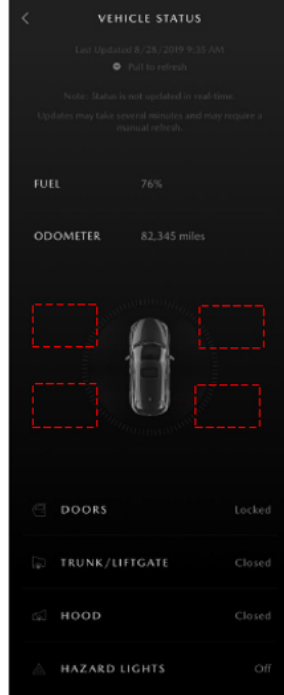 VEHICLE STATUS
Last Updated 8/28/2019 9:35 AM
Pull to refresh
Note: Status is not updated in real-time.
Updates may take several minutes and may require a
manual refresh.
FUEL 76%
ODOMETER 82,345 miles
DOORS Locked
TRUNK/LIFTGATE Closed
HOOD Closed
HAZARD LIGHTS Off